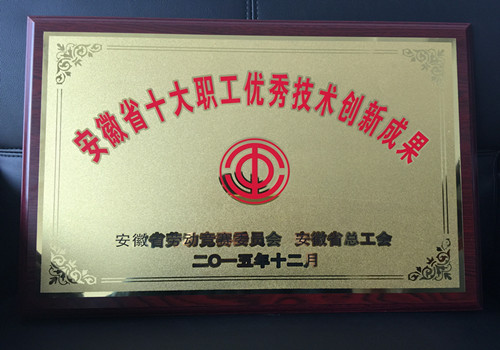 安徽省十大职工优秀技术创新成果
安徽省劳动竞赛委员会 安徽省总工会
二〇一五年十二月